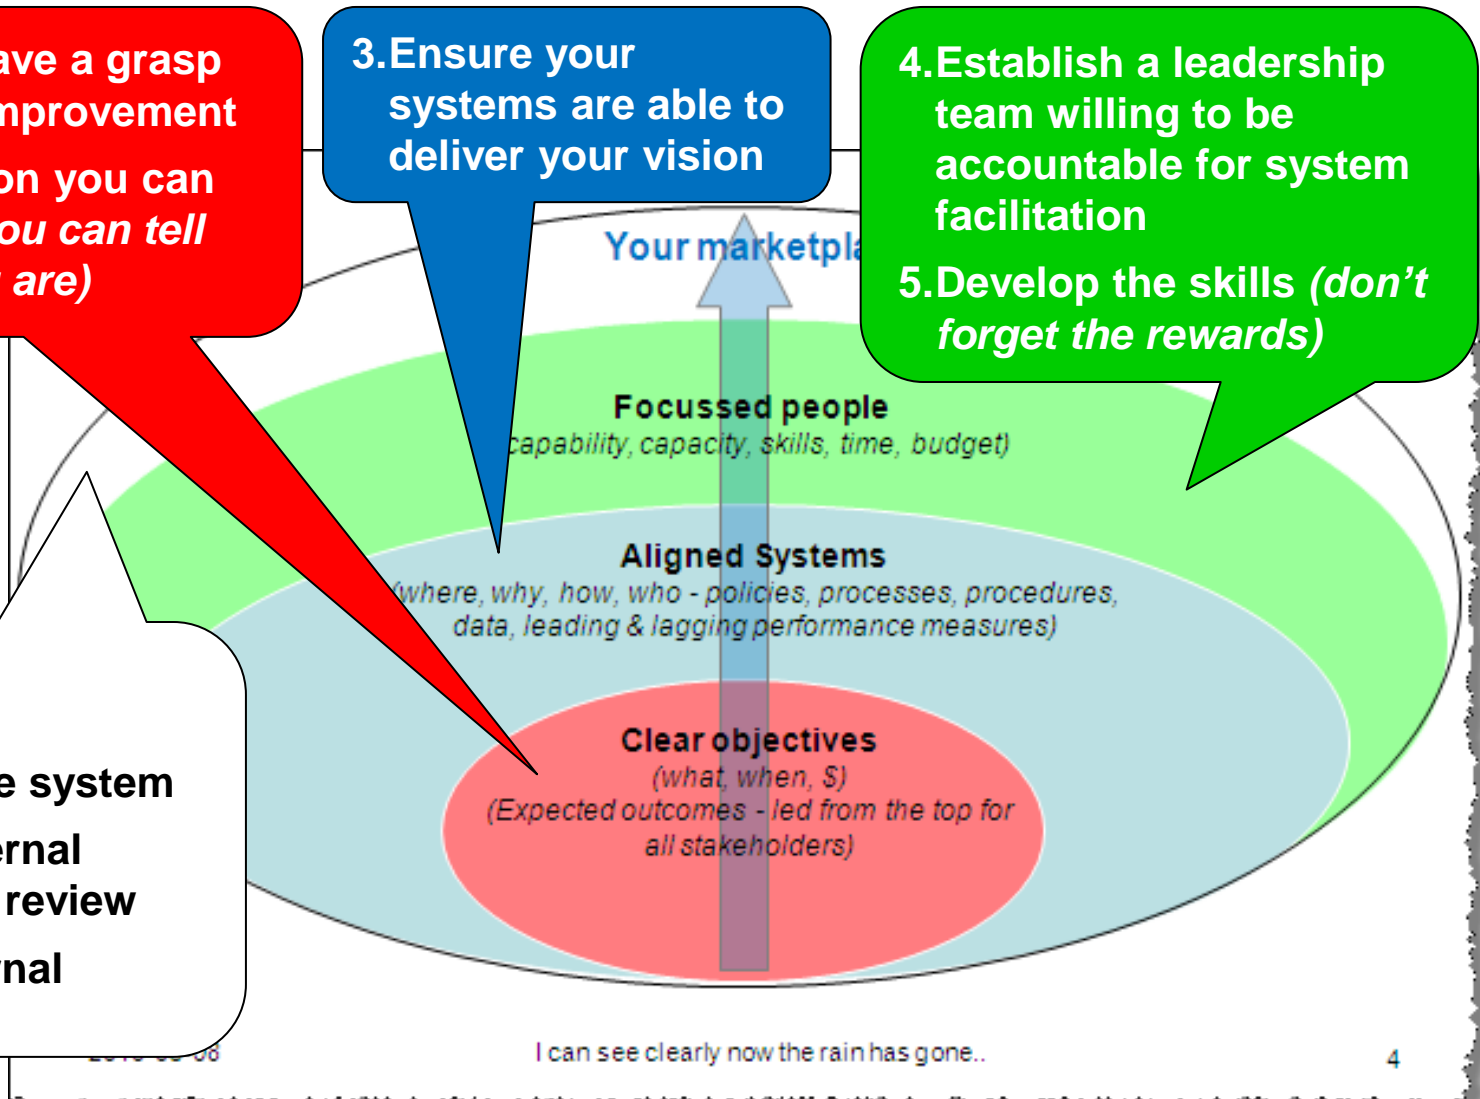 ave a grasp
mprovement
on you can
ou can tell
are)
3.Ensure your
systems are able to
deliver your vision
4.Establish a leadership
team willing to be
accountable for system
facilitation
5.Develop the skills (don't
forget the rewards)
Your marketpla
Focussed people
capability, capacity, skills, time, budget)
Aligned Systems
(where, why, how, who - policies, processes, procedures,
data, leading & lagging performance measures)
Clear objectives
(what, when, $)
(Expected outcomes - led from the top for
all stakeholders)
e system
ernal
review
rnal
I can see clearly now the rain has gone..
4